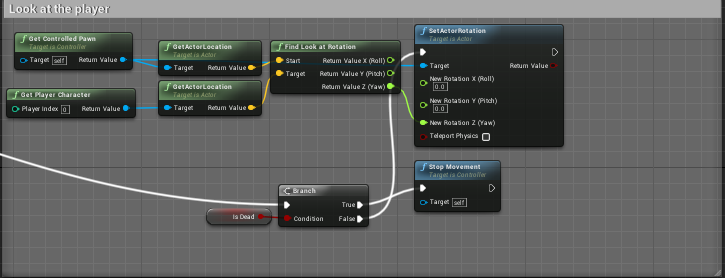 Look at the player
Get Controlled Pawn
Target is Controller
Target self Return Value
GetActorLocation
Target is Actor
Target Return Value
Get Player Character
Player Index 0 Return Value
GetActorLocation
Target is Actor
Target Return Value
Find Look at Rotation
Start Return Value X (Roll)
Target Return Value Y (Pitch)
Return Value Z (Yaw)
SetActorRotation
Target is Actor
Target Return Value
New Rotation X (Roll)
0.0
New Rotation Y (Pitch)
0.0
New Rotation Z (Yaw)
Teleport Physics
Is Dead
Branch
True
Condition False
Stop Movement
Target is Controller
Target self